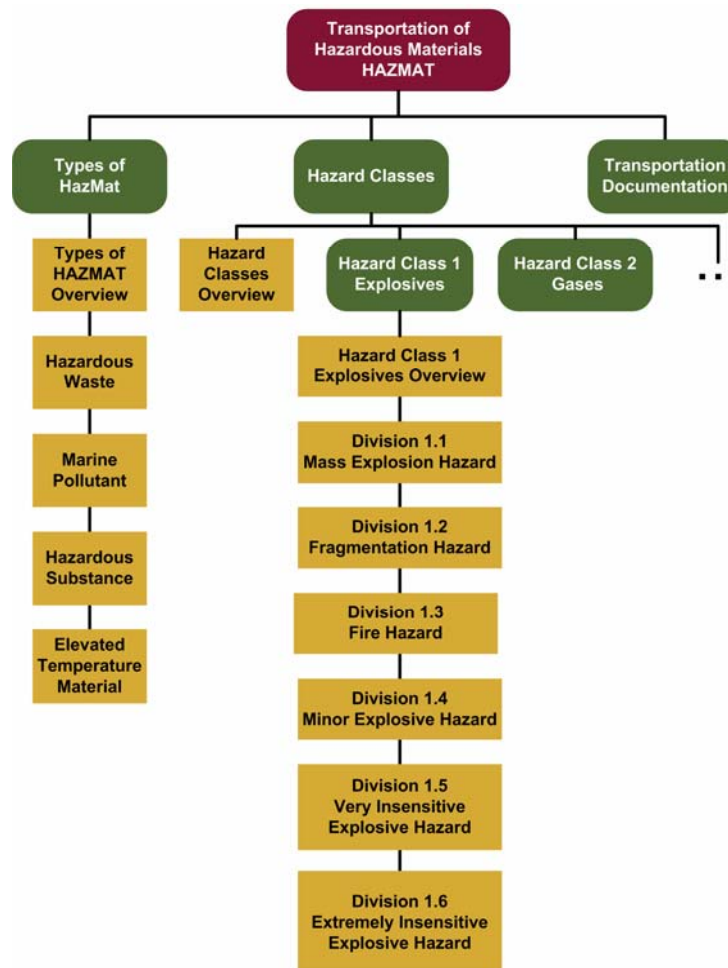 Transportation of
Hazardous Materials
HAZMAT
Types of
HazMat
Hazard Classes
Transportation
Documentation
Types of
HAZMAT
Overview
Hazard
Classes
Overview
Hazard Class 1
Explosives
Hazard Class 2
Gases
..
Hazardous
Waste
Marine
Pollutant
Hazardous
Substance
Elevated
Temperature
Material
Hazard Class 1
Explosives Overview
Division 1.1
Mass Explosion Hazard
Division 1.2
Fragmentation Hazard
Division 1.3
Fire Hazard
Division 1.4
Minor Explosive Hazard
Division 1.5
Very Insensitive
Explosive Hazard
Division 1.6
Extremely Insensitive
Explosive Hazard